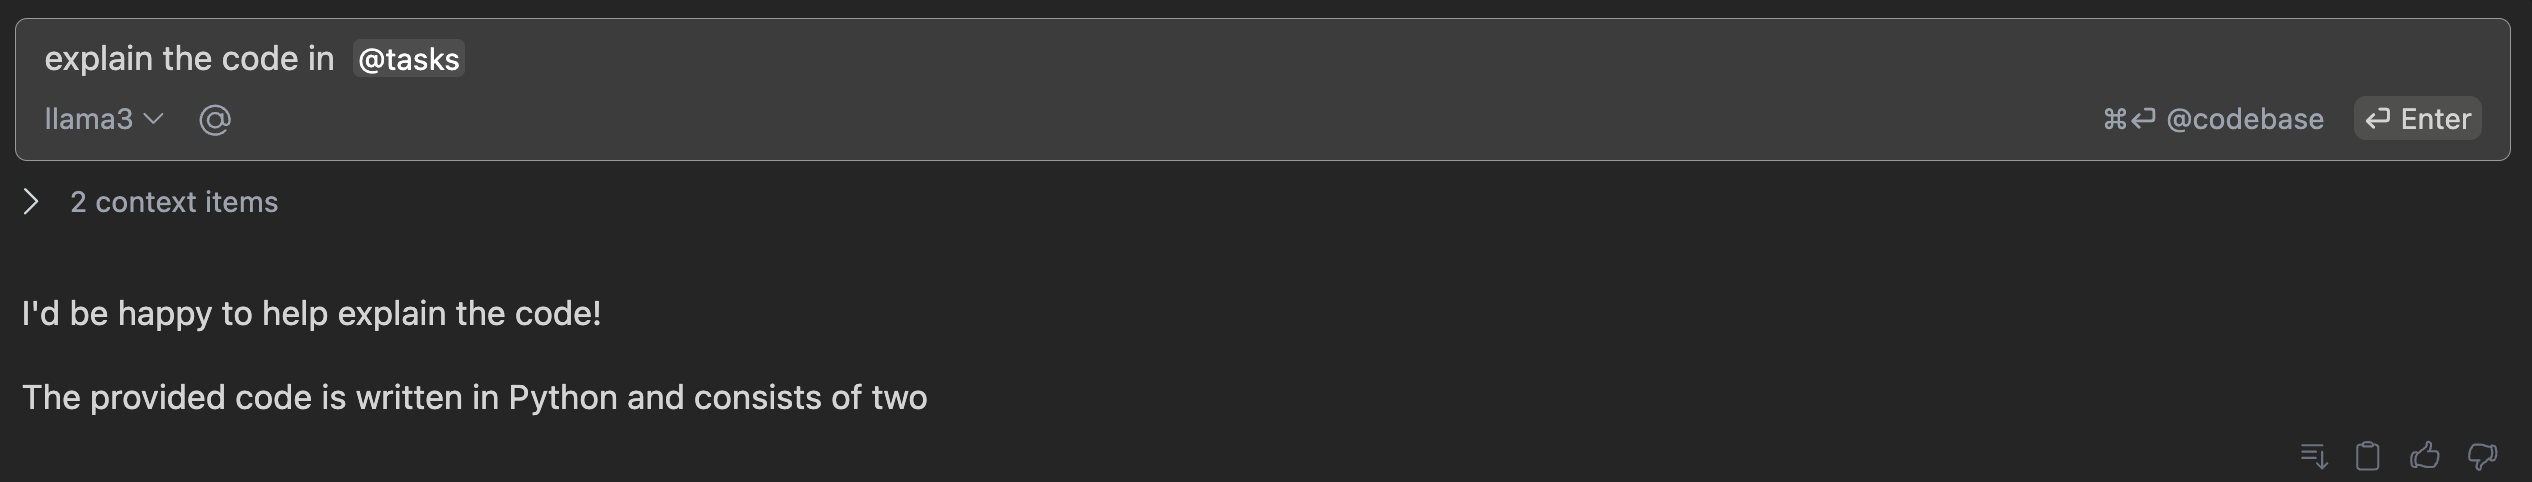 explain the code in @tasks
llama3 @ ⌘⏎ @codebase ⏎ Enter
2 context items
I'd be happy to help explain the code!
The provided code is written in Python and consists of two